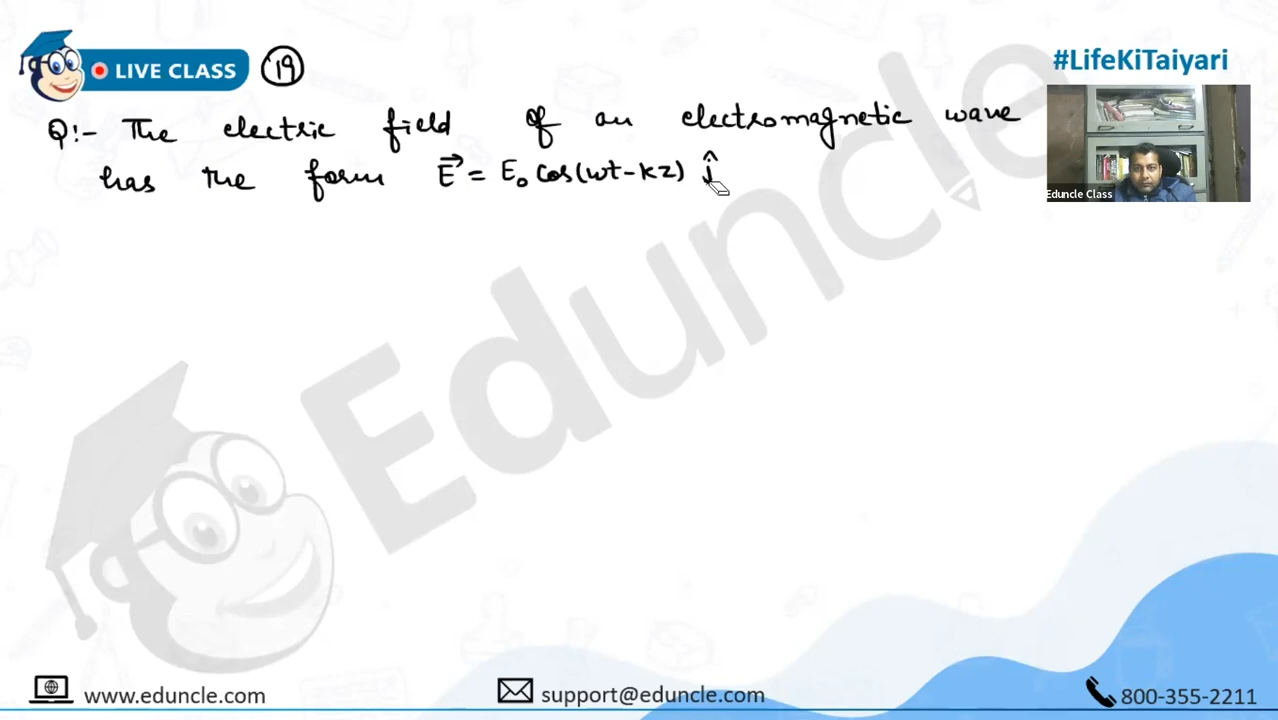 LIVE CLASS
19
#LifeKiTaiyari
Q:- The electric field of an electromagnetic wave
has the form E⃗ = E₀ cos(ωt - kz) ĵ
Eduncle Class
Eduncle
www.eduncle.com
support@eduncle.com
800-355-2211